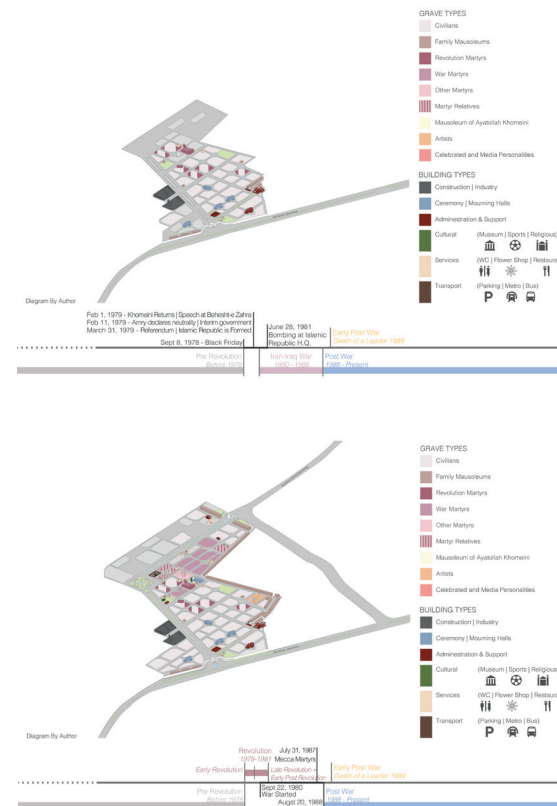 GRAVE TYPES
Civilians
Family Mausoleums
Revolution Martyrs
War Martyrs
Other Martyrs
Martyr Relatives
Mausoleum of Ayatollah Khomeini
Artists
Celebrated and Media Personalities
BUILDING TYPES
Construction | Industry
Ceremony | Mourning Halls
Adminestration & Support
Cultural (Museum | Sports | Religious)
Services (WC | Flower Shop | Restaura
Transport (Parking | Metro | Bus)
P
Diagram By Author
Feb 1, 1979 - Khomeini Returns | Speech at Behesht-e Zahra
Feb 11, 1979 - Army declares neutrality | Interim government
March 31, 1979 - Referendum | Islamic Republic is Formed
Sept 8, 1978 - Black Friday
June 28, 1981
Bombing at Islamic
Republic H.Q.
Early Post War
Death of a Leader 1989
Pre Revolution
Before 1978
Iran-Iraq War
1980 - 1988
Post War
1988 - Present
GRAVE TYPES
Civilians
Family Mausoleums
Revolution Martyrs
War Martyrs
Other Martyrs
Martyr Relatives
Mausoleum of Ayatollah Khomeini
Artists
Celebrated and Media Personalities
BUILDING TYPES
Construction | Industry
Ceremony | Mourning Halls
Adminestration & Support
Cultural (Museum | Sports | Religious)
Services (WC | Flower Shop | Restaura
Transport (Parking | Metro | Bus)
P
Diagram By Author
Revolution
1978-1981
July 31, 1987
Mecca Martyrs
Early Revolution
Late Revolution +
Early Post Revolution
Early Post War
Death of a Leader 1989
Pre Revolution
Before 1978
Sept 22, 1980
War Started
Augst 20, 1988
Post War
1988 - Present